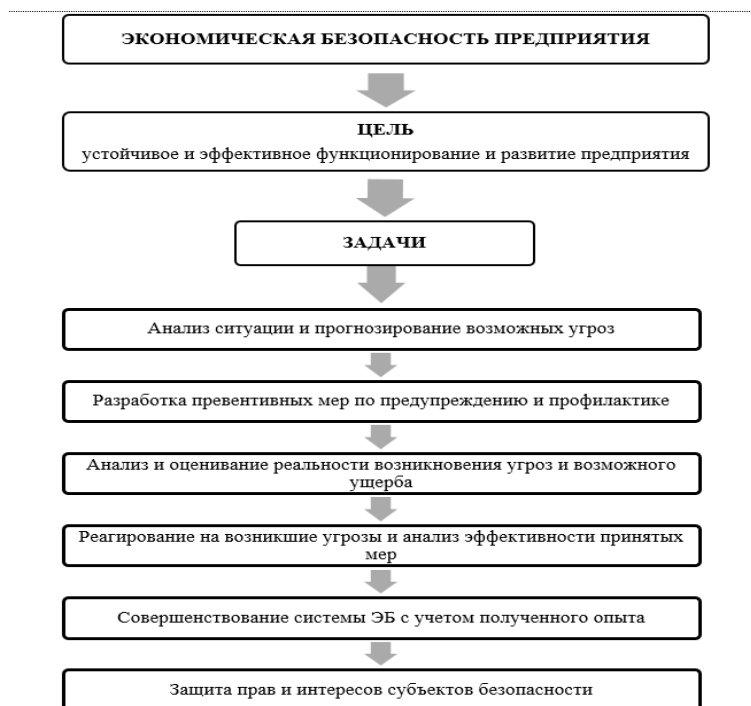 ЭКОНОМИЧЕСКАЯ БЕЗОПАСНОСТЬ ПРЕДПРИЯТИЯ
ЦЕЛЬ
устойчивое и эффективное функционирование и развитие предприятия
ЗАДАЧИ
Анализ ситуации и прогнозирование возможных угроз
Разработка превентивных мер по предупреждению и профилактике
Анализ и оценивание реальности возникновения угроз и возможного
ущерба
Реагирование на возникшие угрозы и анализ эффективности принятых
мер
Совершенствование системы ЭБ с учетом полученного опыта
Защита прав и интересов субъектов безопасности